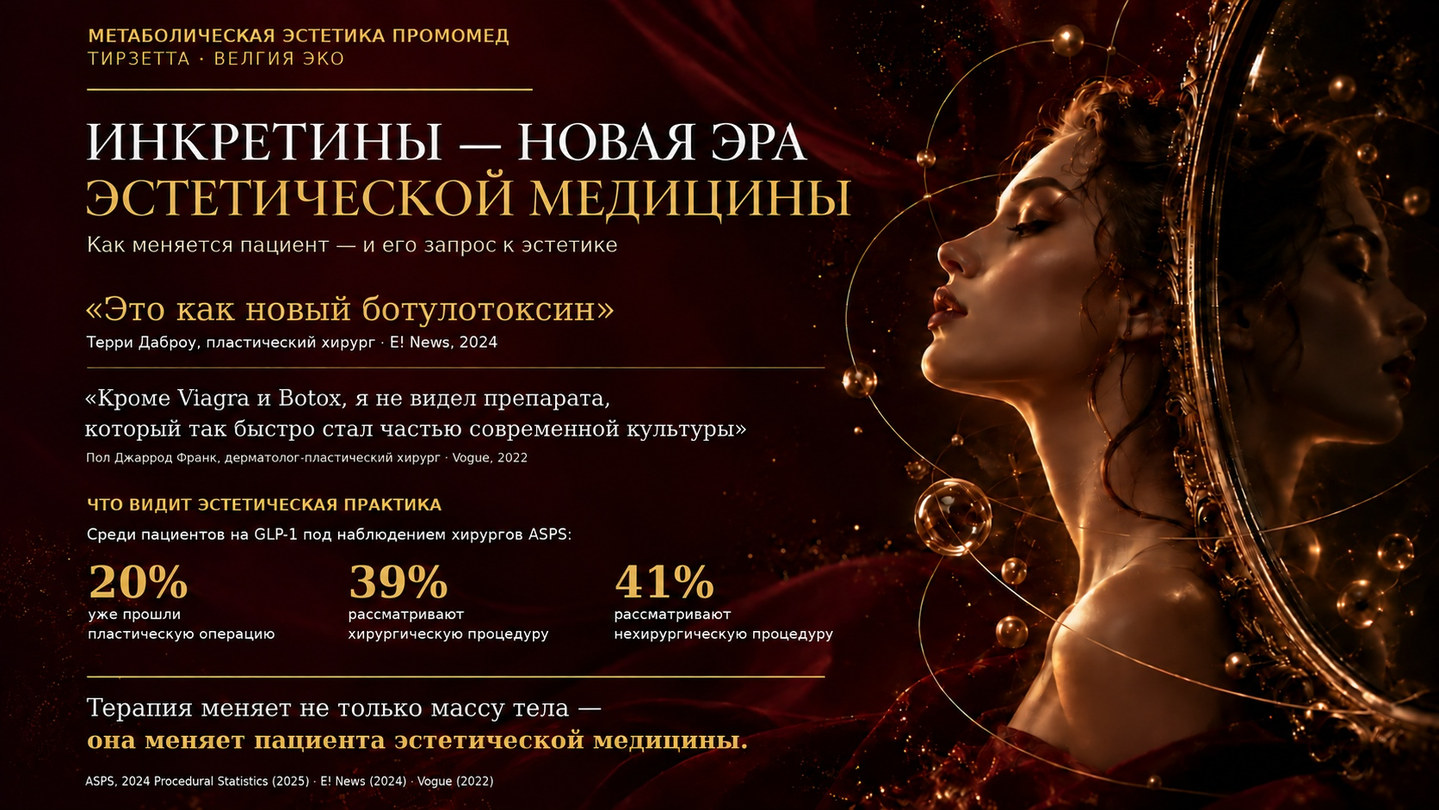 МЕТАБОЛИЧЕСКАЯ ЭСТЕТИКА ПРОМОМЕД
ТИРЗЕТТА · ВЕЛГИЯ ЭКО
ИНКРЕТИНЫ — НОВАЯ ЭРА
ЭСТЕТИЧЕСКОЙ МЕДИЦИНЫ
Как меняется пациент — и его запрос к эстетике
«Это как новый ботулотоксин»
Терри Даброу, пластический хирург · E! News, 2024
«Кроме Viagra и Botox, я не видел препарата,
который так быстро стал частью современной культуры»
Пол Джаррод Франк, дерматолог-пластический хирург · Vogue, 2022
ЧТО ВИДИТ ЭСТЕТИЧЕСКАЯ ПРАКТИКА
Среди пациентов на GLP-1 под наблюдением хирургов ASPS:
20% 39% 41%
уже прошли рассматривают рассматривают
пластическую операцию хирургическую процедуру нехирургическую процедуру
Терапия меняет не только массу тела —
она меняет пациента эстетической медицины.
ASPS, 2024 Procedural Statistics (2025) · E! News (2024) · Vogue (2022)